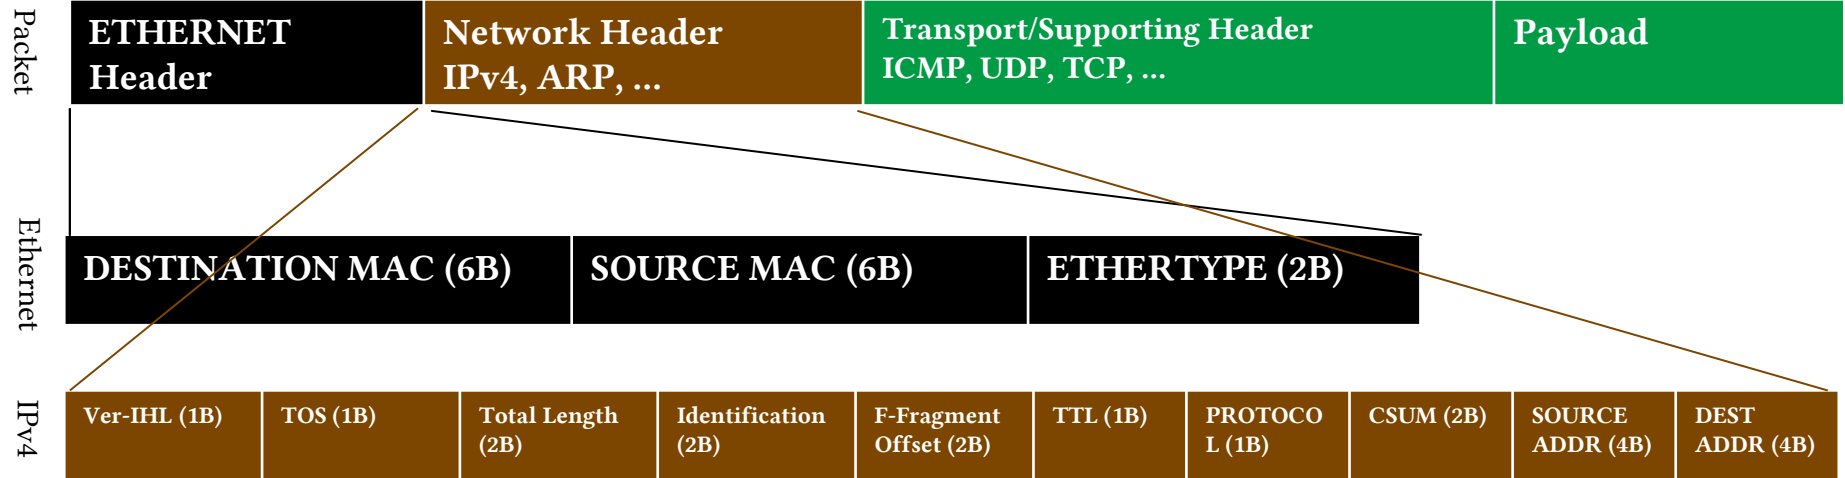 Packet
ETHERNET
Header
Network Header
IPv4, ARP, ...
Transport/Supporting Header
ICMP, UDP, TCP, ...
Payload
Ethernet
DESTINATION MAC (6B)
SOURCE MAC (6B)
ETHERTYPE (2B)
IPv4
Ver-IHL (1B)
TOS (1B)
Total Length
(2B)
Identification
(2B)
F-Fragment
Offset (2B)
TTL (1B)
PROTOCO
L (1B)
CSUM (2B)
SOURCE
ADDR (4B)
DEST
ADDR (4B)